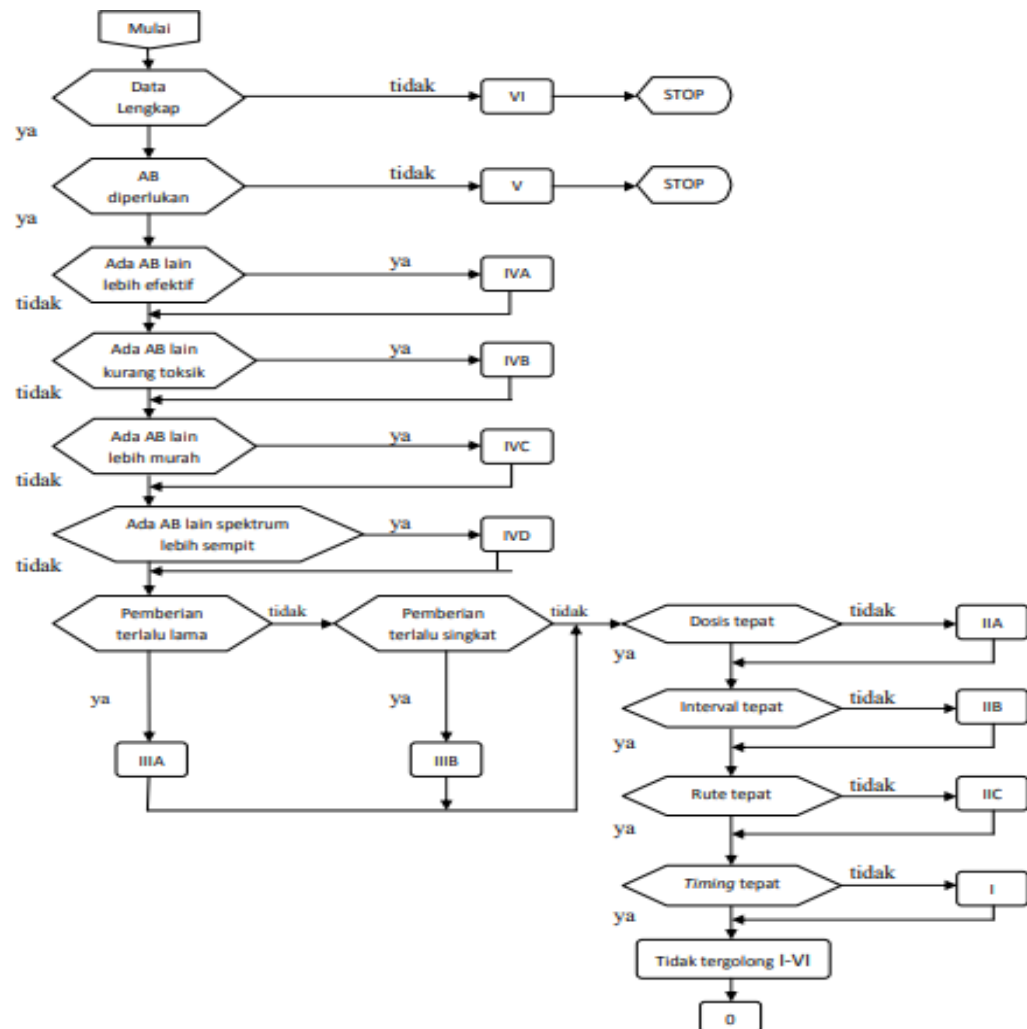 Mulai
Data
Lengkap
tidak
VI
STOP
ya
AB
diperlukan
tidak
V
STOP
ya
Ada AB lain
lebih efektif
ya
IVA
tidak
Ada AB lain
kurang toksik
ya
IVB
tidak
Ada AB lain
lebih murah
ya
IVC
tidak
Ada AB lain spektrum
lebih sempit
ya
IVD
tidak
Pemberian
terlalu lama
tidak
Pemberian
terlalu singkat
tidak
Dosis tepat
tidak
IIA
ya
ya
ya
Interval tepat
tidak
IIB
ya
IIIA
IIIB
Rute tepat
tidak
IIC
ya
Timing tepat
tidak
I
ya
Tidak tergolong I-VI
0